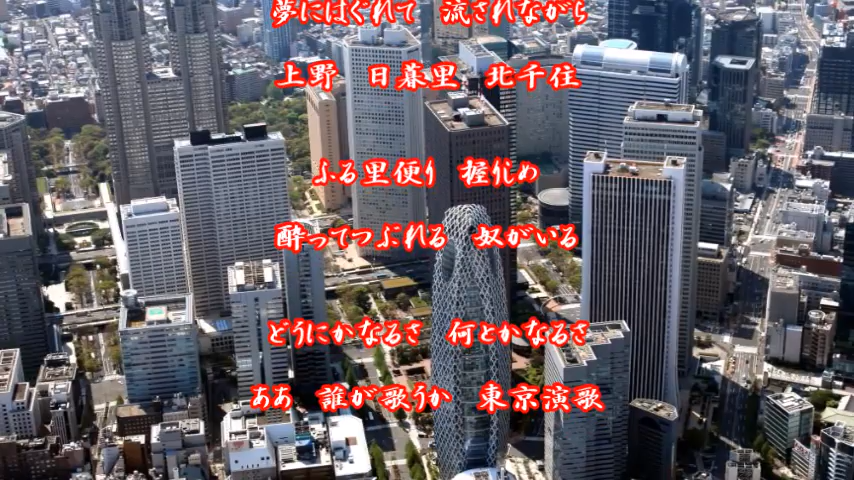 夢にはぐれて　流されながら
上野　日暮里　北千住
ふる里便り　握りしめ
酔ってつぶれる　奴がいる
どうにかなるさ　何とかなるさ
ああ　誰が歌うか　東京演歌